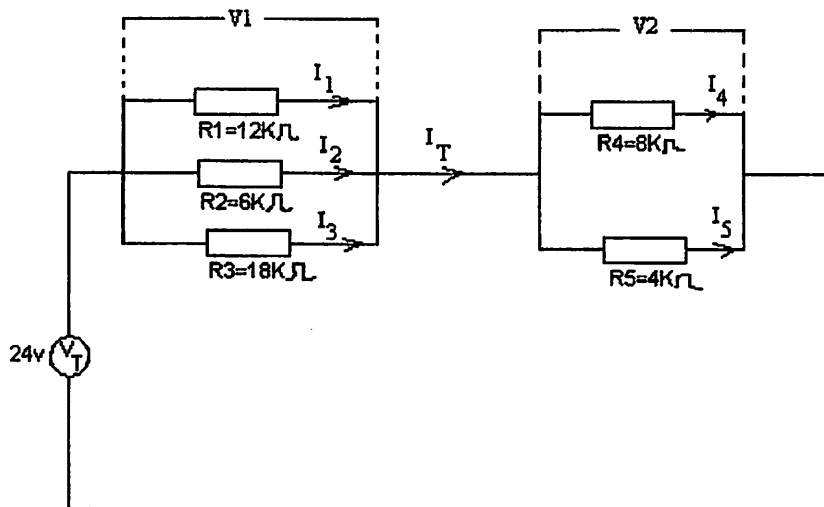 V1
V2
I1
R1=12KΩ
I2
R2=6KΩ
I3
R3=18KΩ
IT
I4
R4=8KΩ
I5
R5=4KΩ
24v
VT